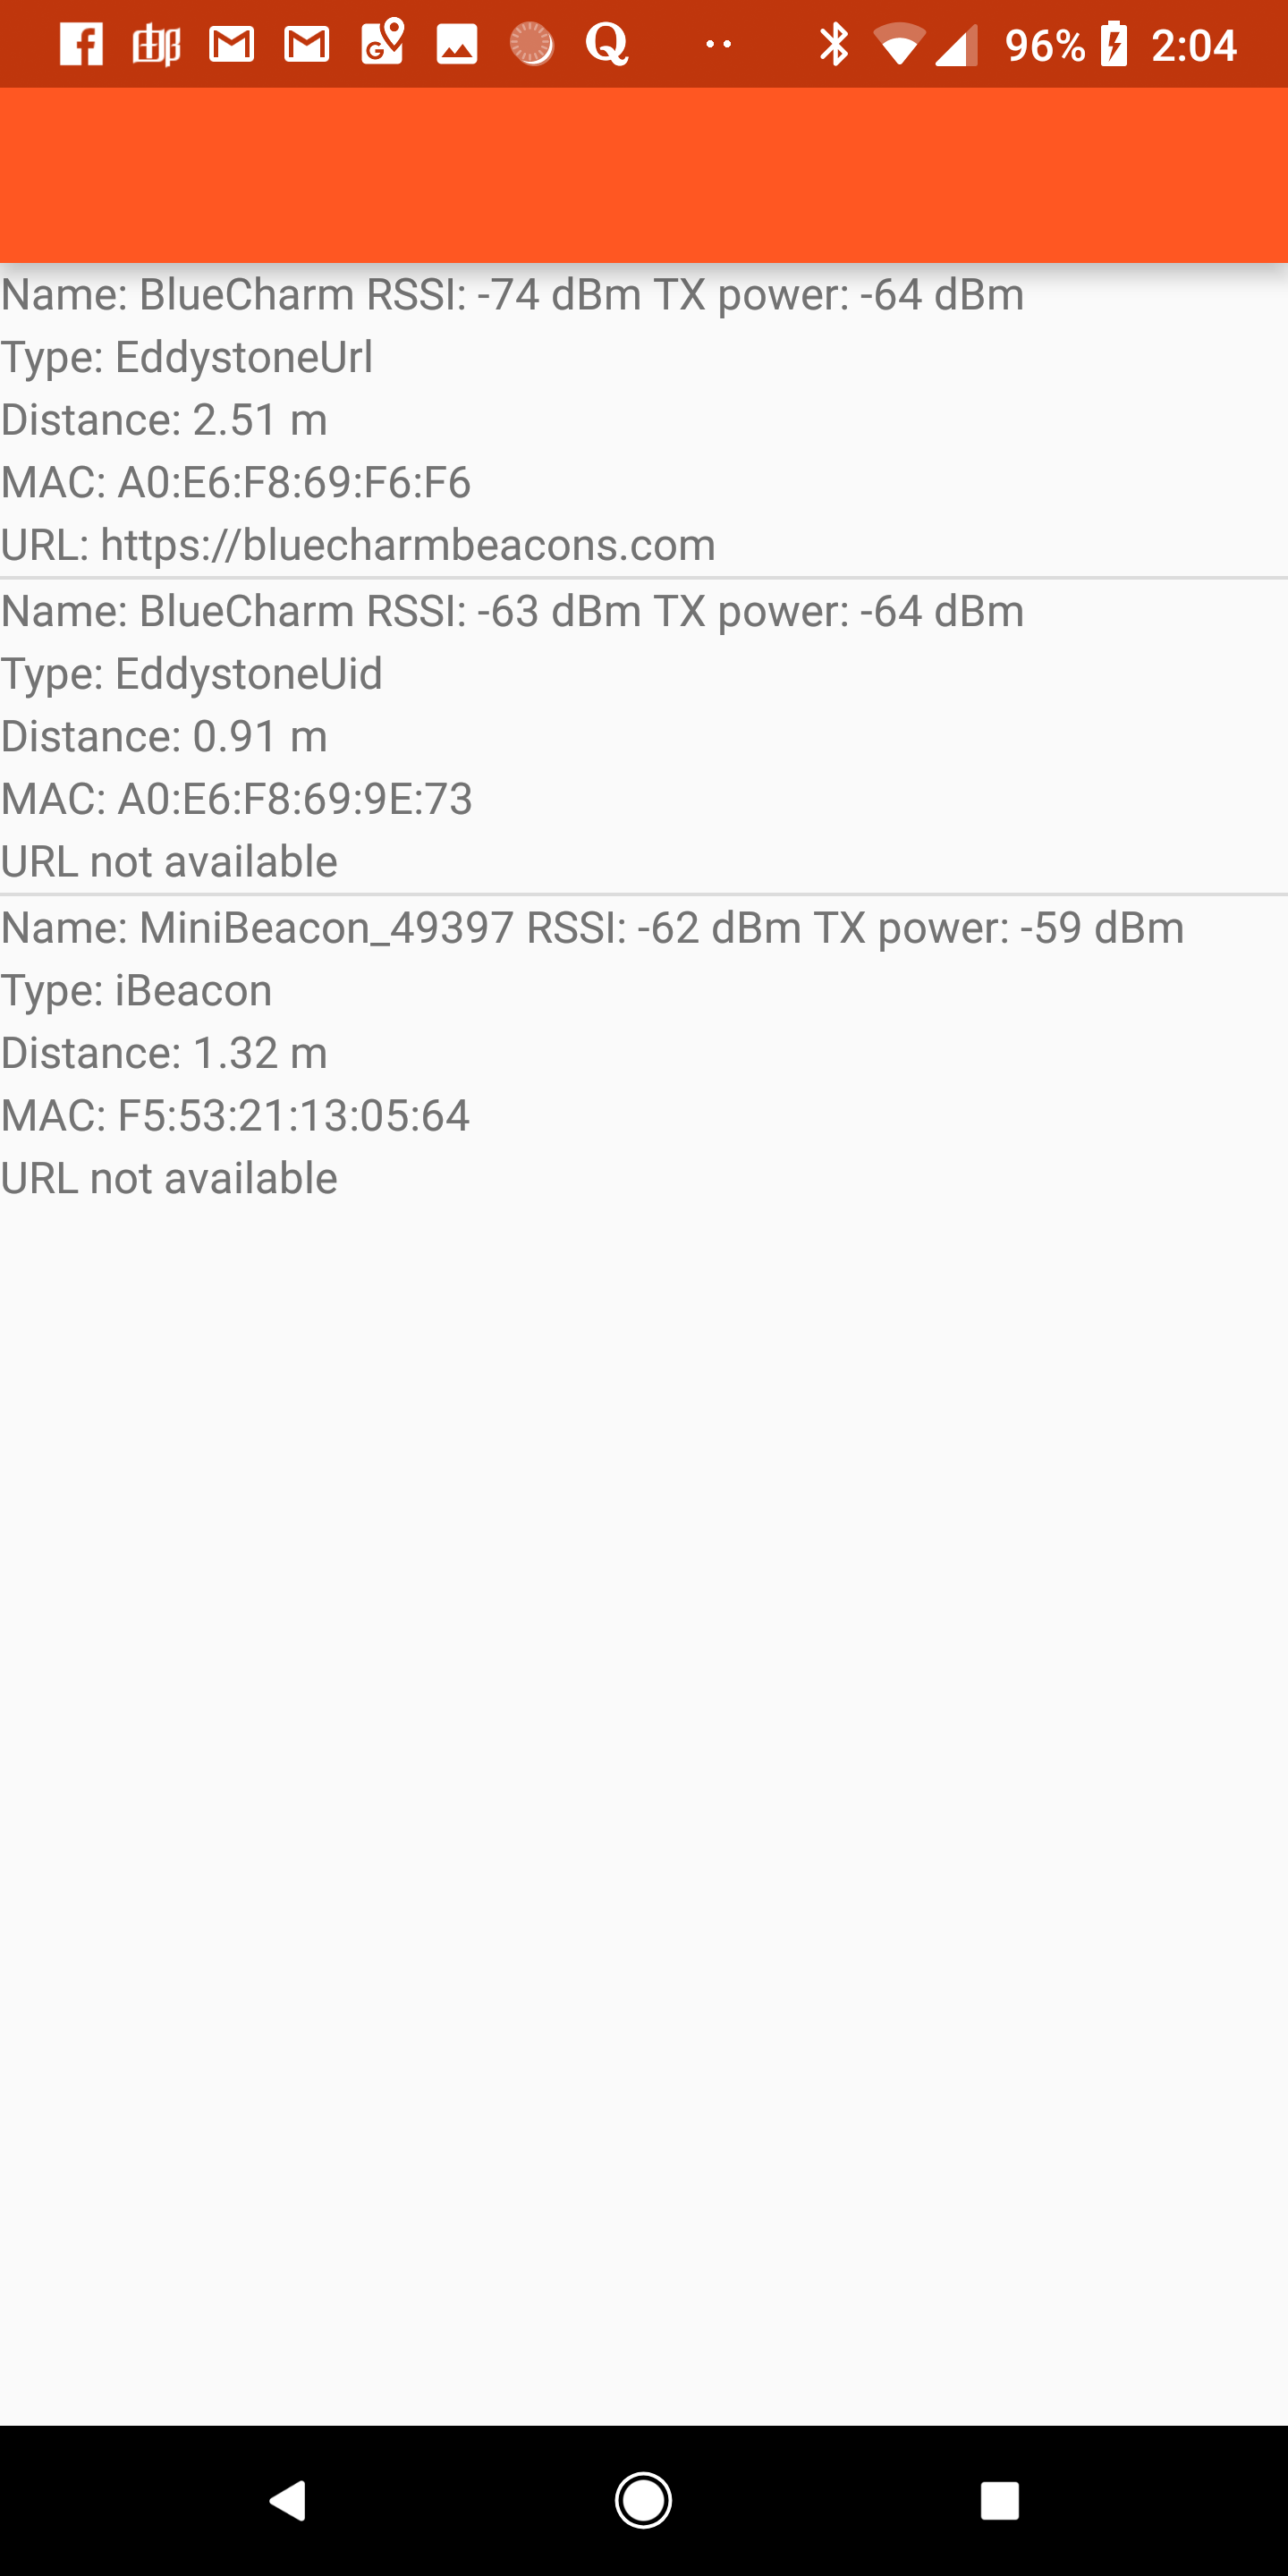 96% 2:04
Name: BlueCharm RSSI: -74 dBm TX power: -64 dBm
Type: EddystoneUrl
Distance: 2.51 m
MAC: A0:E6:F8:69:F6:F6
URL: https://bluecharmbeacons.com
Name: BlueCharm RSSI: -63 dBm TX power: -64 dBm
Type: EddystoneUid
Distance: 0.91 m
MAC: A0:E6:F8:69:9E:73
URL not available
Name: MiniBeacon_49397 RSSI: -62 dBm TX power: -59 dBm
Type: iBeacon
Distance: 1.32 m
MAC: F5:53:21:13:05:64
URL not available